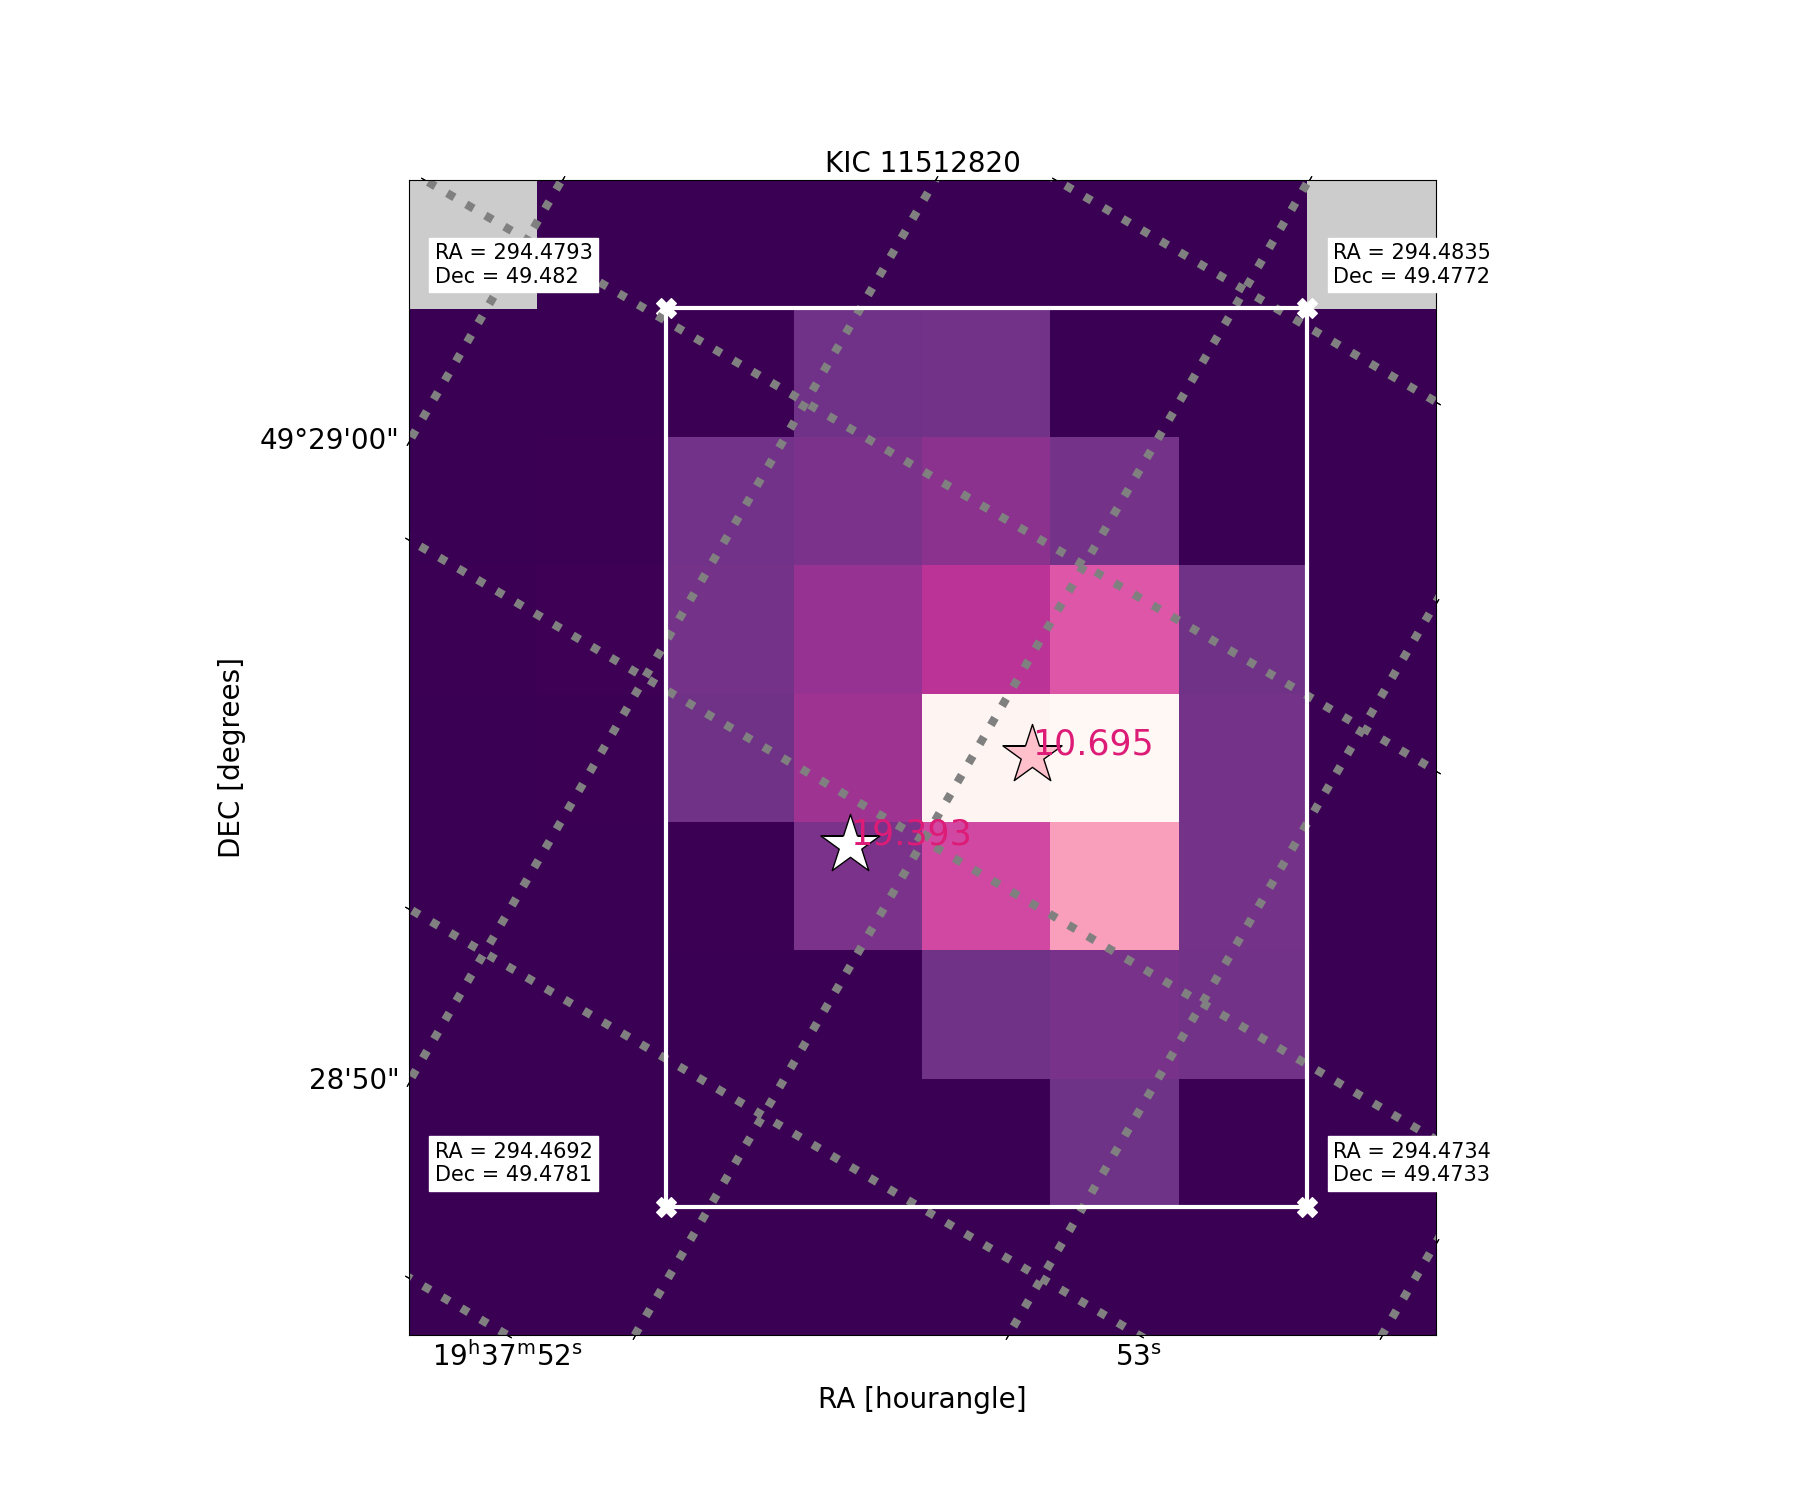 KIC 11512820
RA = 294.4793
Dec = 49.482
RA = 294.4835
Dec = 49.4772
49°29'00"
10.695
19.393
DEC [degrees]
28'50"
RA = 294.4692
Dec = 49.4781
RA = 294.4734
Dec = 49.4733
19ʰ37ᵐ52ˢ
53ˢ
RA [hourangle]